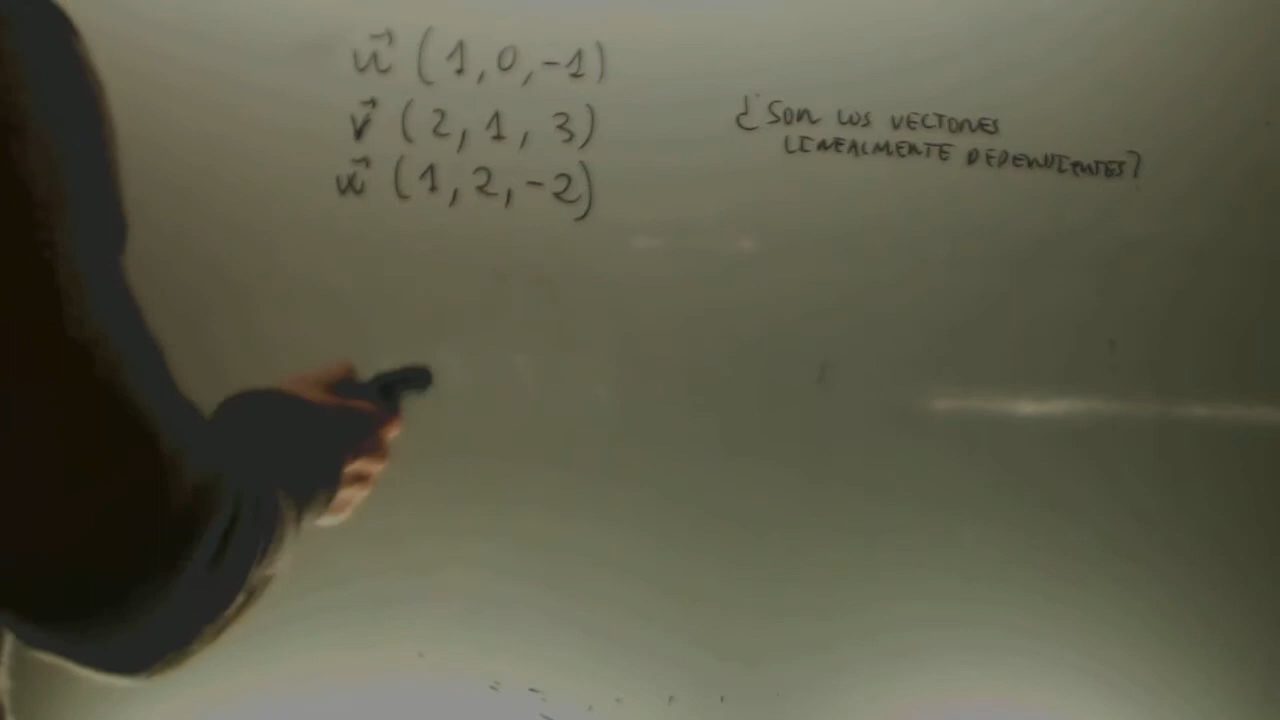 u⃗ (1,0,-1)
v⃗ (2,1,3)
w⃗ (1,2,-2)
¿Son LOS VECTORES
LINEALMENTE DEPENDIENTES?